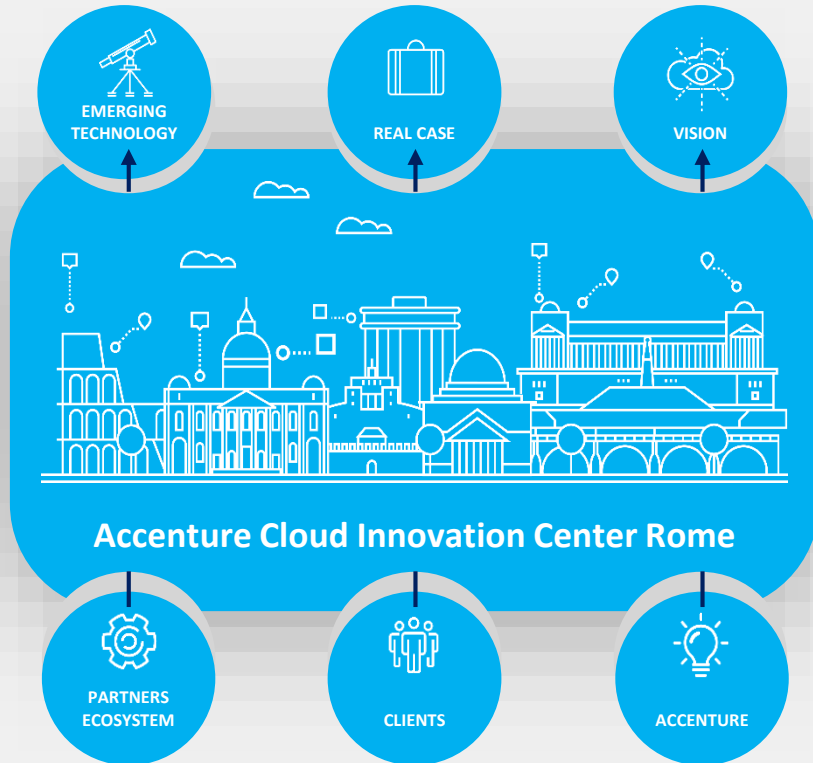 EMERGING
TECHNOLOGY
REAL CASE
VISION
Accenture Cloud Innovation Center Rome
PARTNERS
ECOSYSTEM
CLIENTS
ACCENTURE